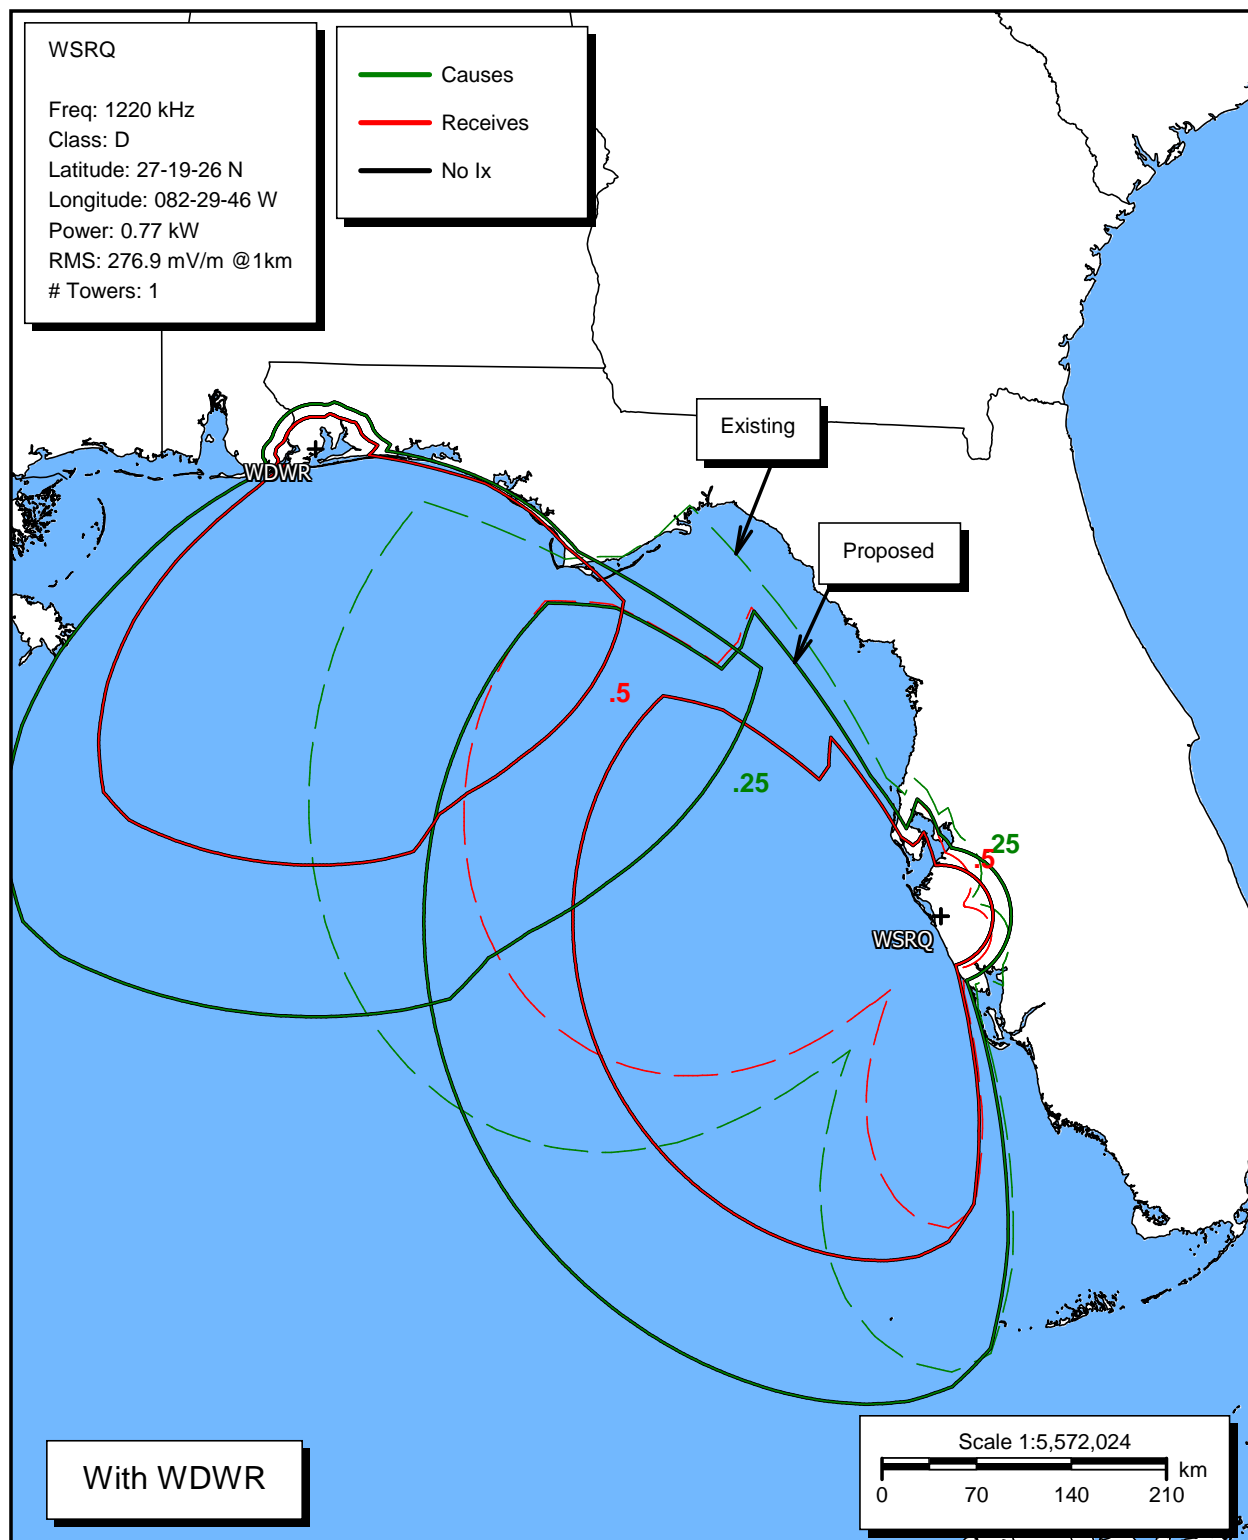 WSRQ
Freq: 1220 kHz
Class: D
Latitude: 27-19-26 N
Longitude: 082-29-46 W
Power: 0.77 kW
RMS: 276.9 mV/m @1km
# Towers: 1
Causes
Receives
No Ix
Existing
Proposed
WDWR
.5
.25
.25
.5
WSRQ
With WDWR
Scale 1:5,572,024
km
0 70 140 210